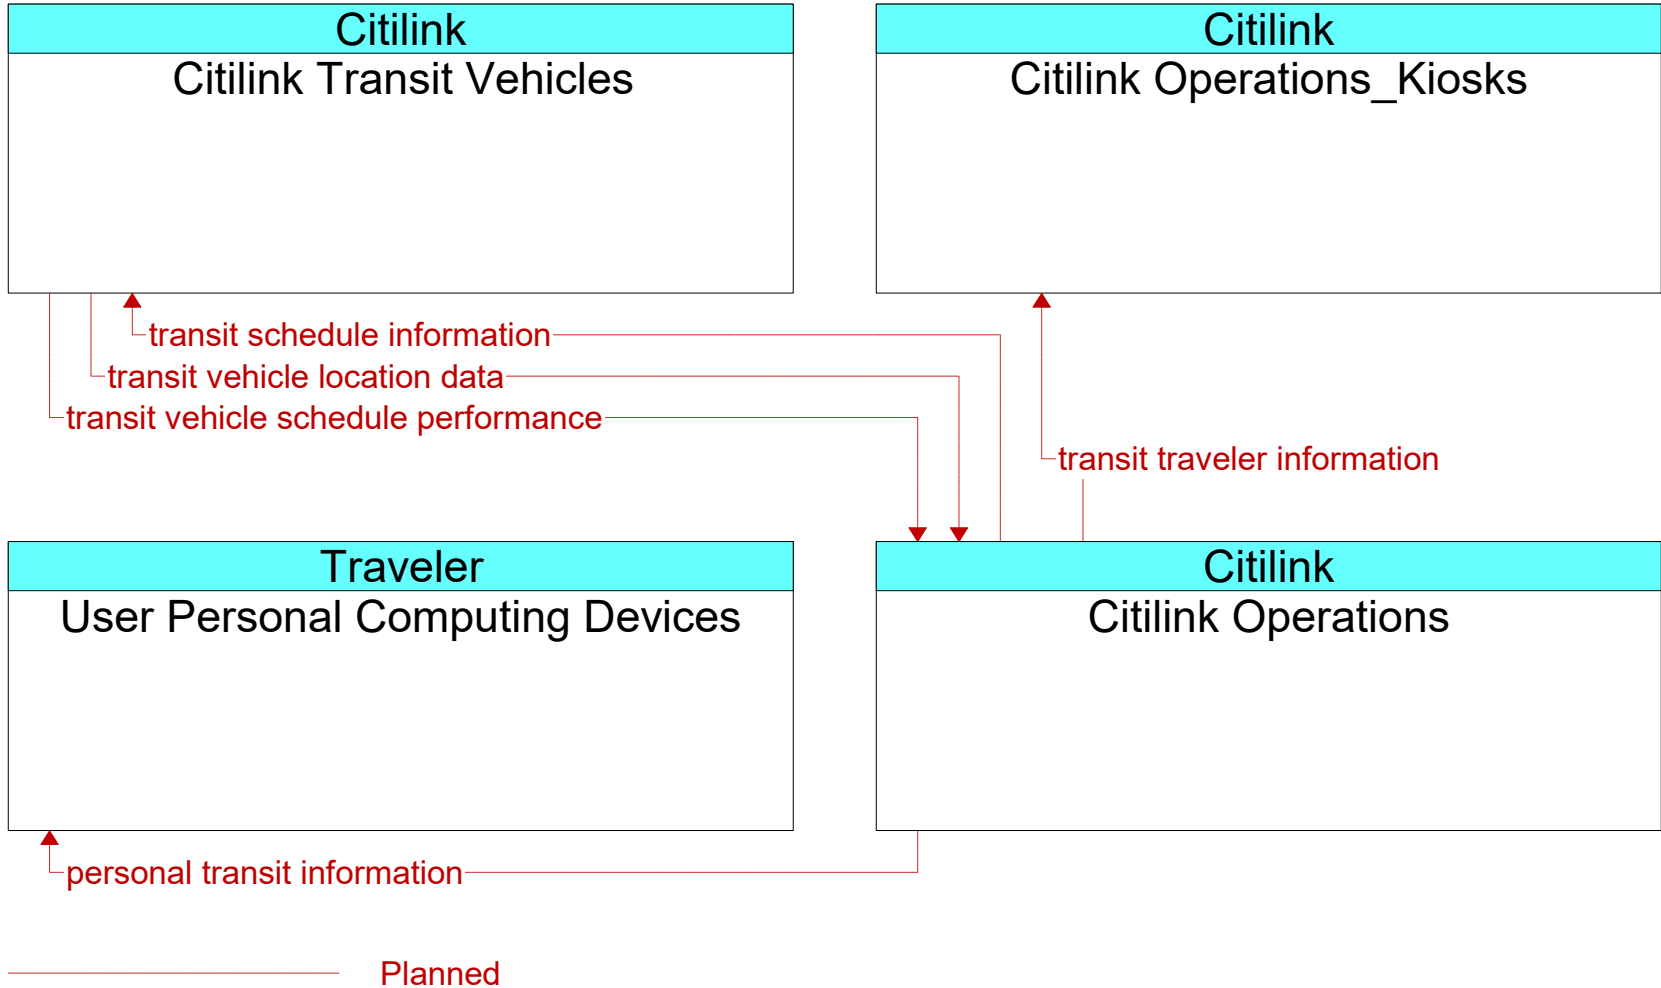 Citilink
Citilink Transit Vehicles
Citilink
Citilink Operations_Kiosks
transit schedule information
transit vehicle location data
transit vehicle schedule performance
transit traveler information
Traveler
User Personal Computing Devices
Citilink
Citilink Operations
personal transit information
Planned